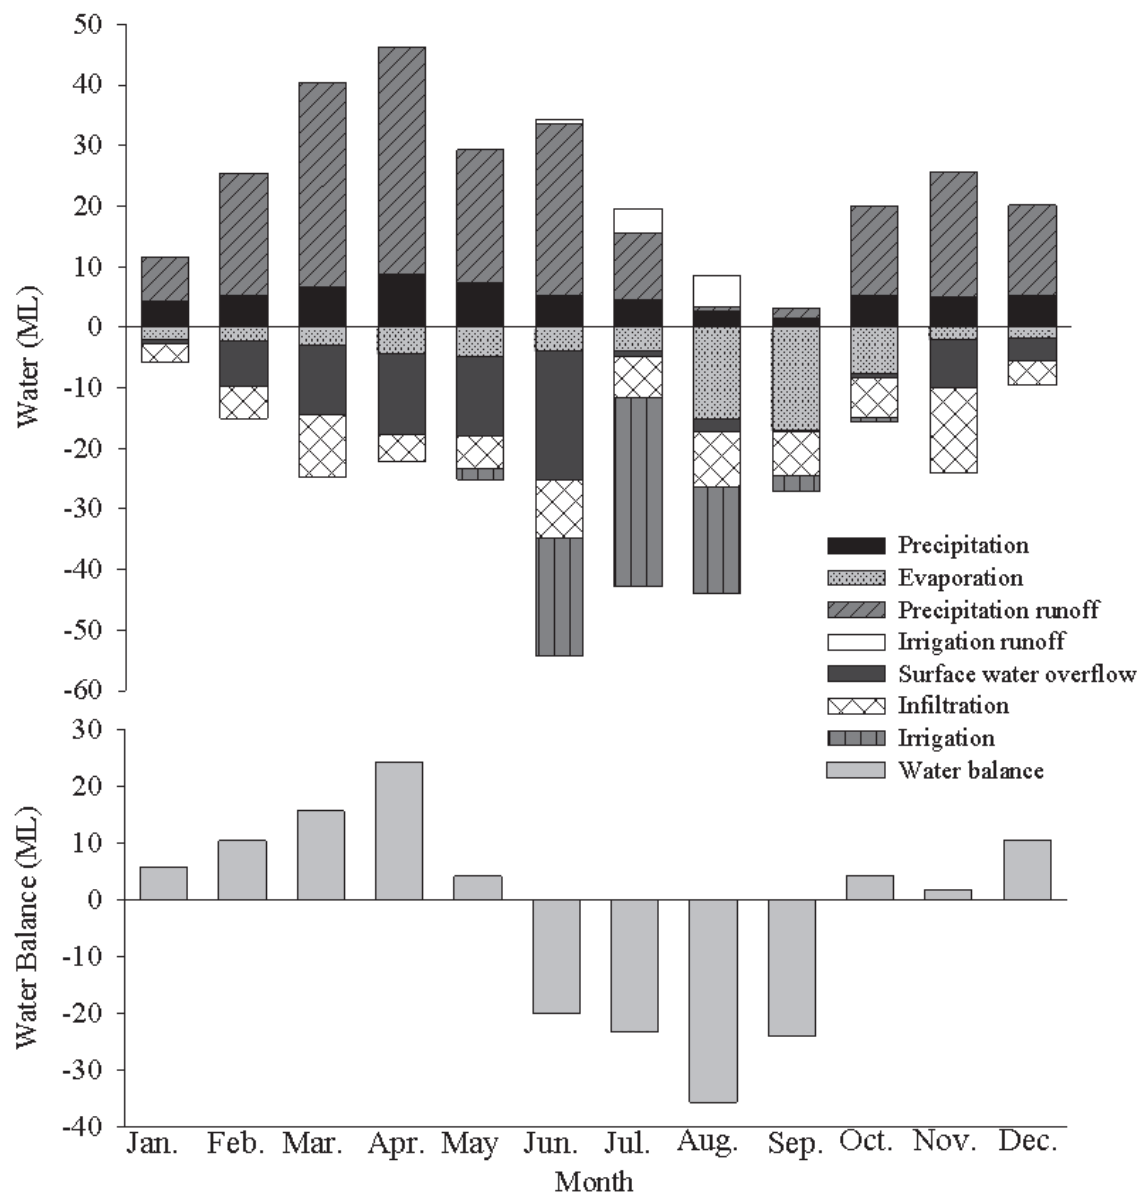 50
40
30
20
10
0
-10
-20
-30
-40
-50
-60
Water (ML)
Precipitation
Evaporation
Precipitation runoff
Irrigation runoff
Surface water overflow
Infiltration
Irrigation
Water balance
30
20
10
0
-10
-20
-30
-40
Water Balance (ML)
Jan. Feb. Mar. Apr. May Jun. Jul. Aug. Sep. Oct. Nov. Dec.
Month